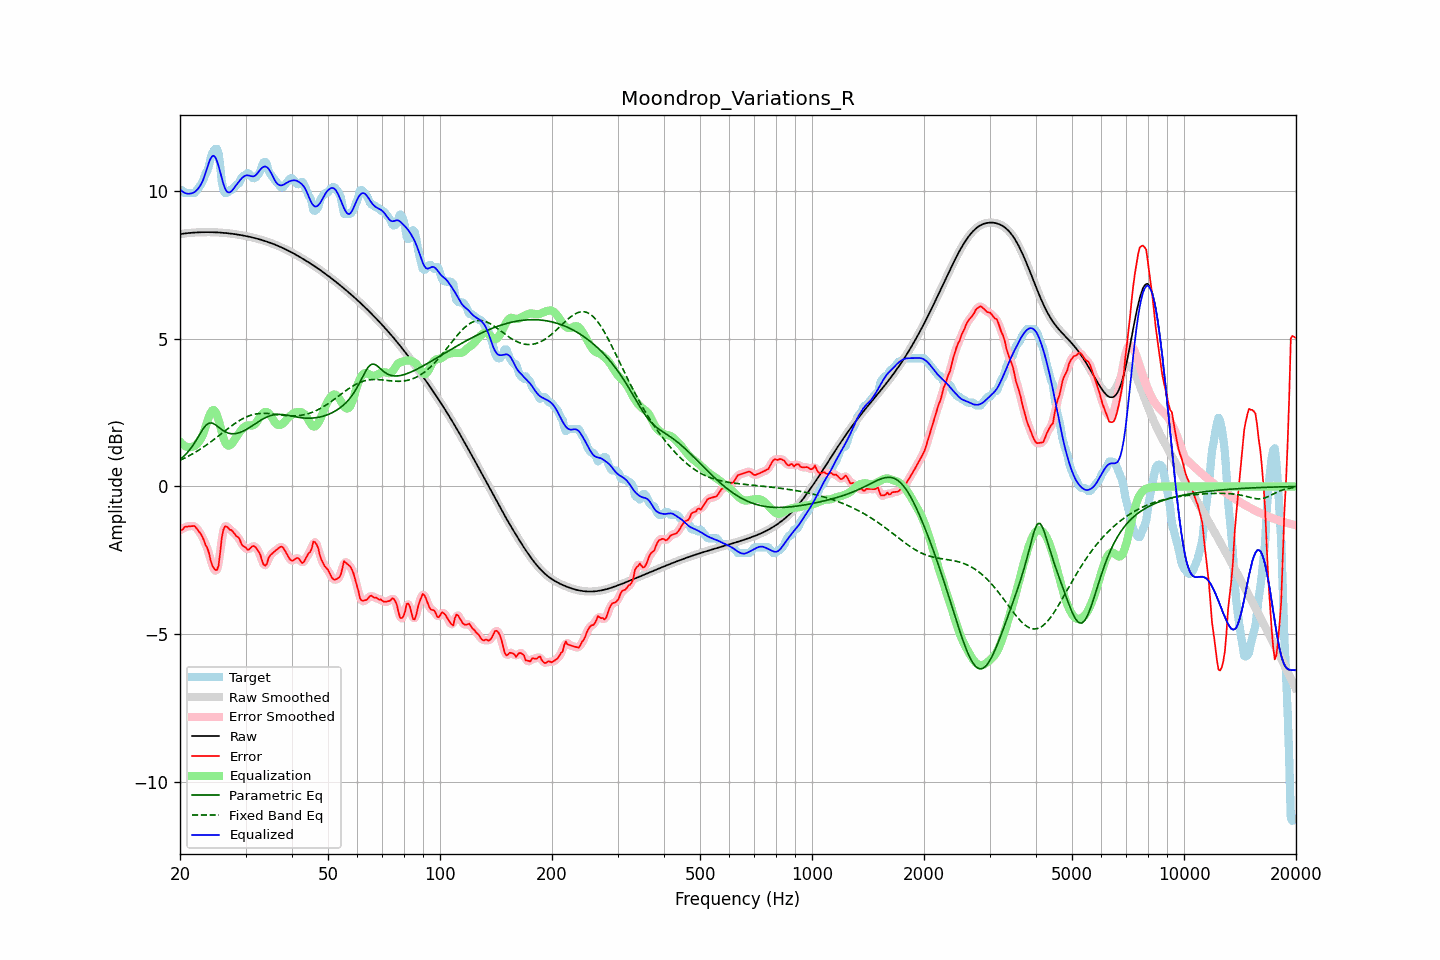 Moondrop_Variations_R
Amplitude (dBr)
10
5
0
−5
−10
Target
Raw Smoothed
Error Smoothed
Raw
Error
Equalization
Parametric Eq
Fixed Band Eq
Equalized
20 50 100 200 500 1000 2000 5000 10000 20000
Frequency (Hz)